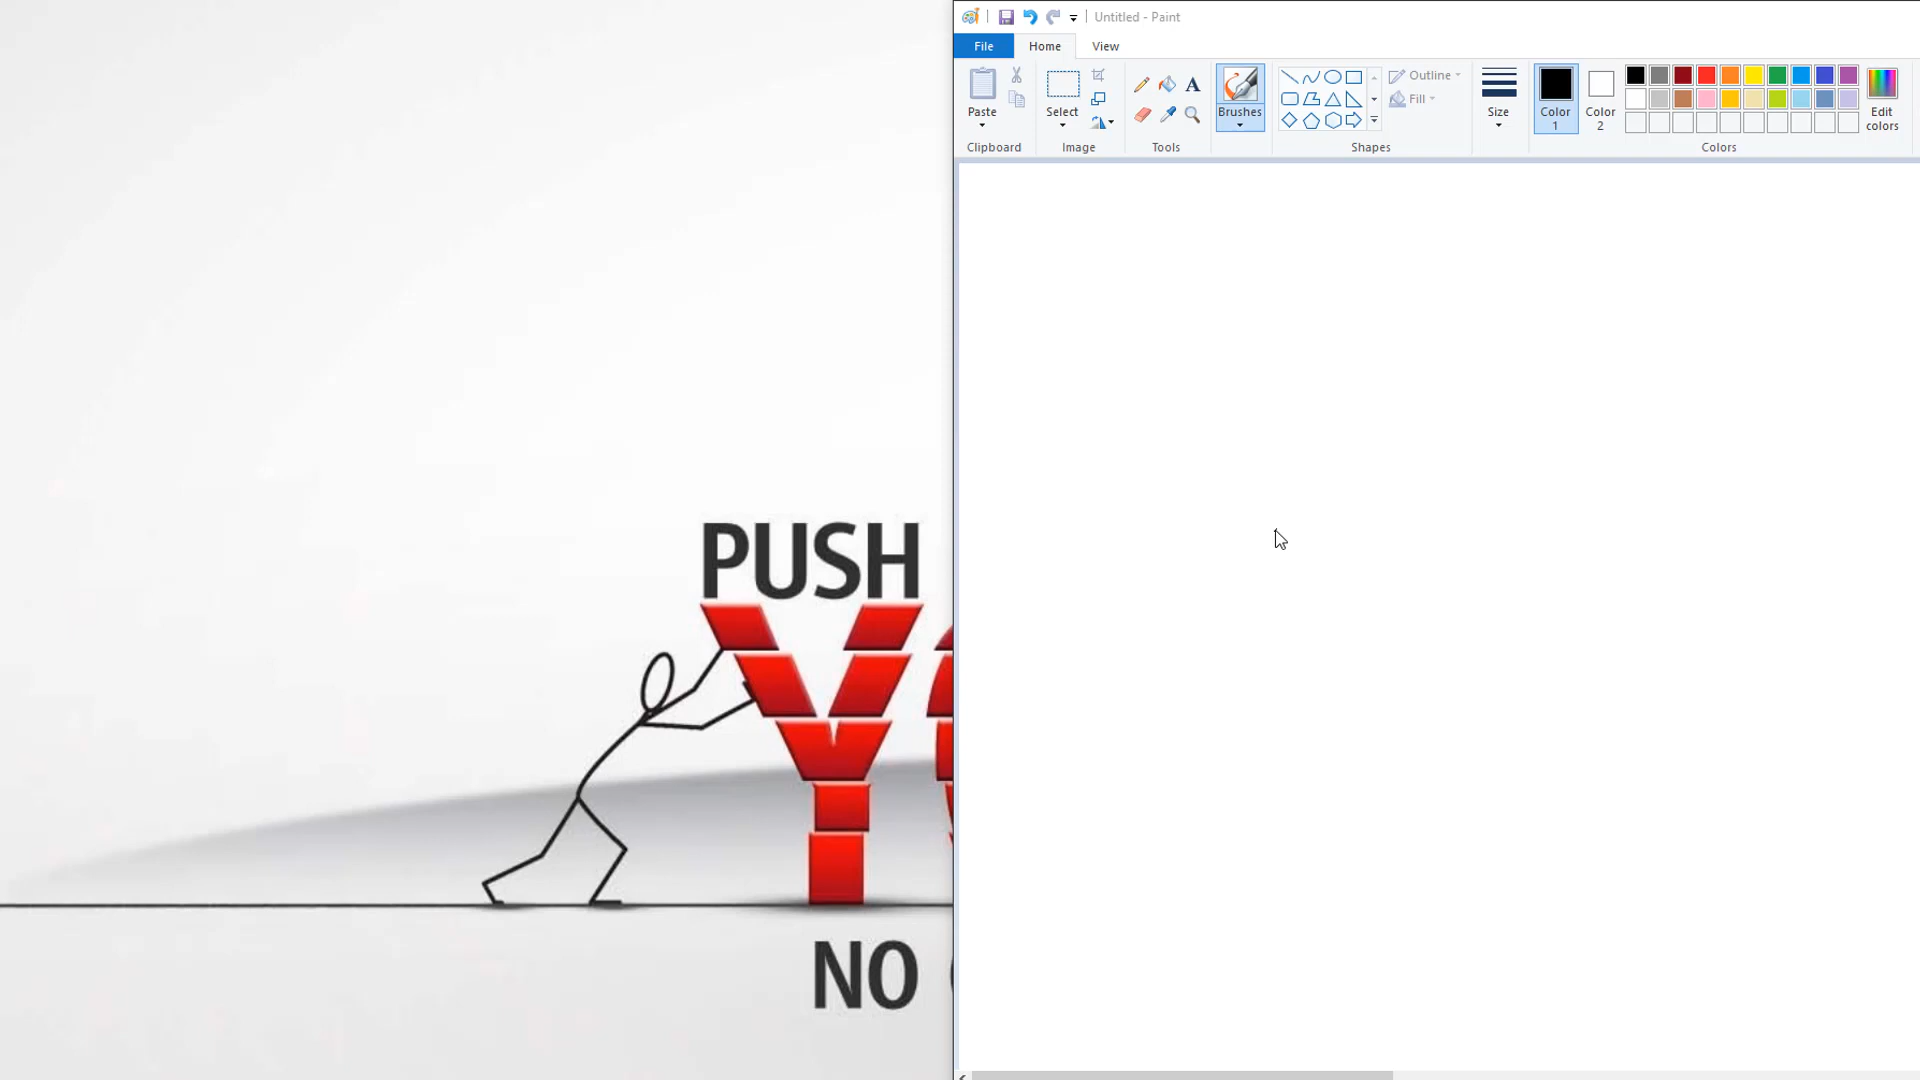 Untitled - Paint
File Home View
Paste
Select
A
Brushes
Outline
Fill
Size
Color 1
Color 2
Edit colors
Clipboard
Image
Tools
Shapes
Colors
PUSH
Y
NO